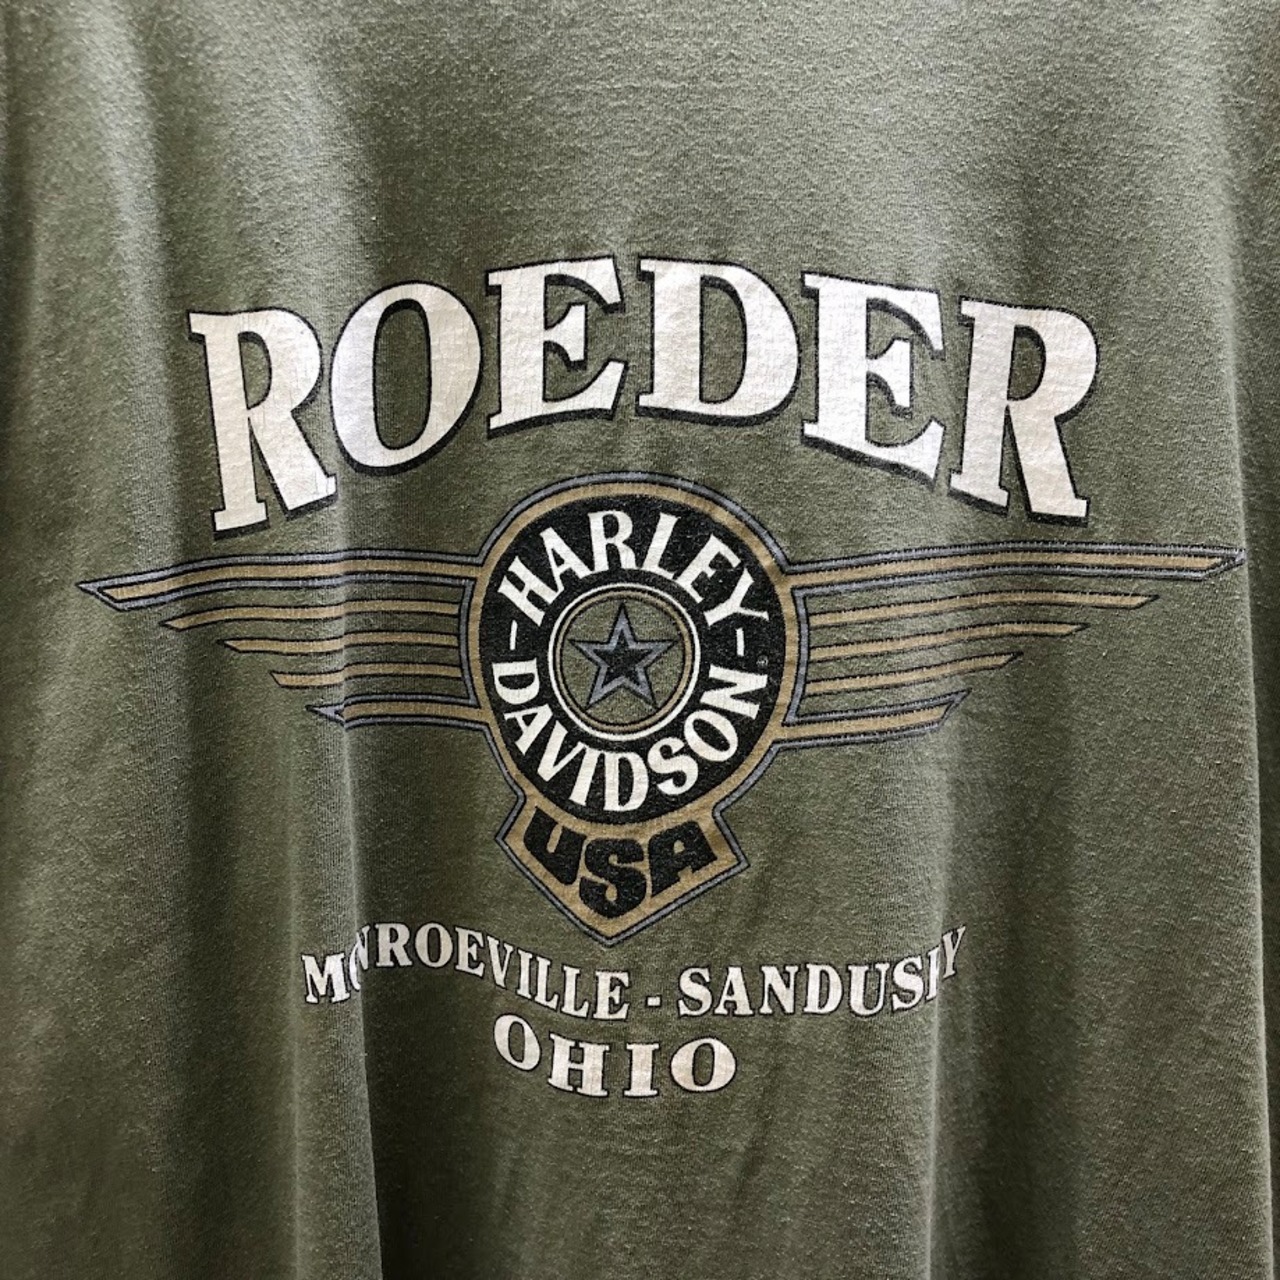 ROEDER
HARLEY-
-DAVIDSON®
USA
MONROEVILLE - SANDUSKY
OHIO